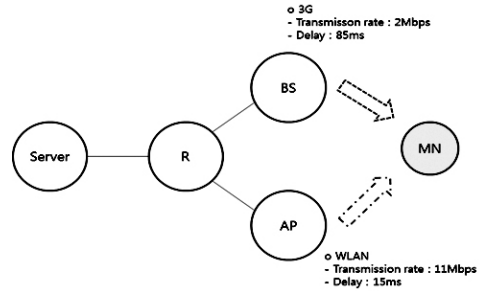 o 3G
- Transmisson rate : 2Mbps
- Delay : 85ms
BS
Server
R
MN
AP
o WLAN
- Transmission rate : 11Mbps
- Delay : 15ms